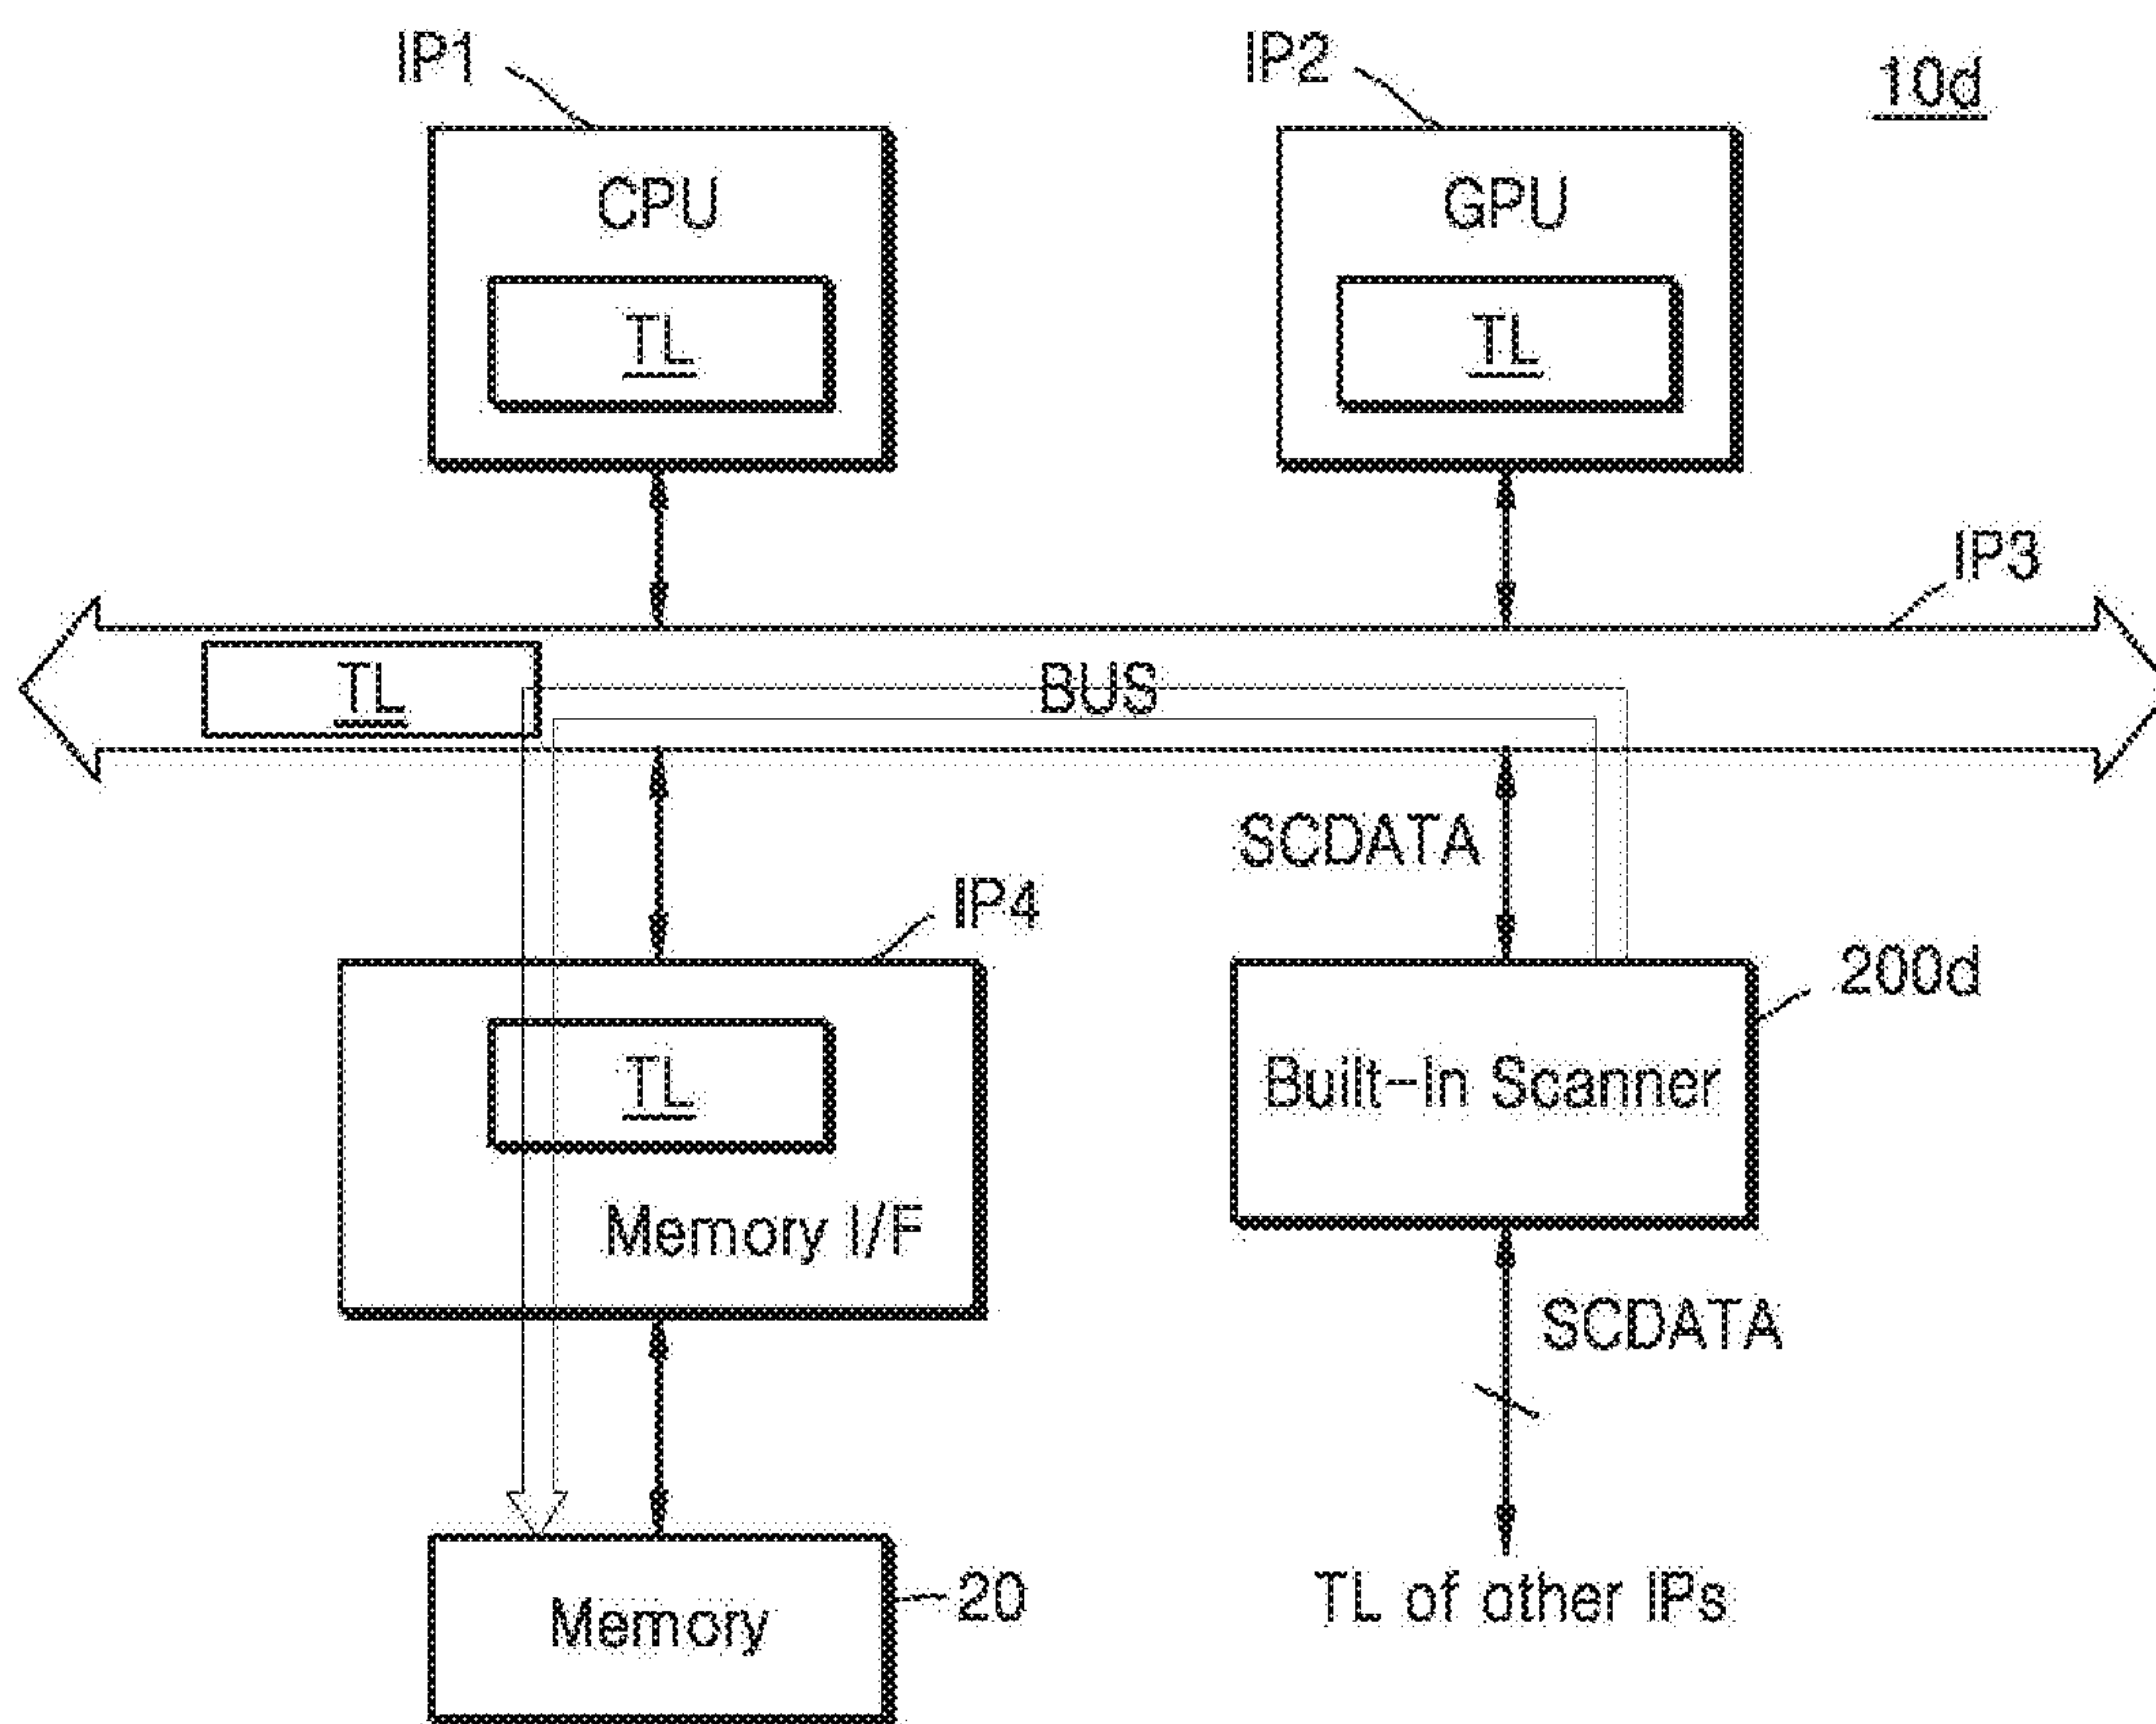 IP1
IP2
10d
CPU
GPU
TL
TL
IP3
TL
BUS
SCDATA
IP4
200d
TL
Built-In Scanner
Memory I/F
SCDATA
Memory
20
TL of other IPs